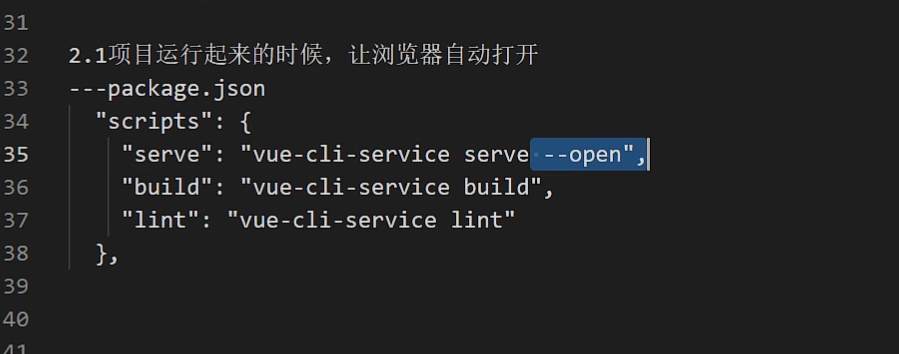 31
32 2.1项目运行起来的时候，让浏览器自动打开
33 ---package.json
34 "scripts": {
35 "serve": "vue-cli-service serve --open",
36 "build": "vue-cli-service build",
37 "lint": "vue-cli-service lint"
38 },
39
40
41